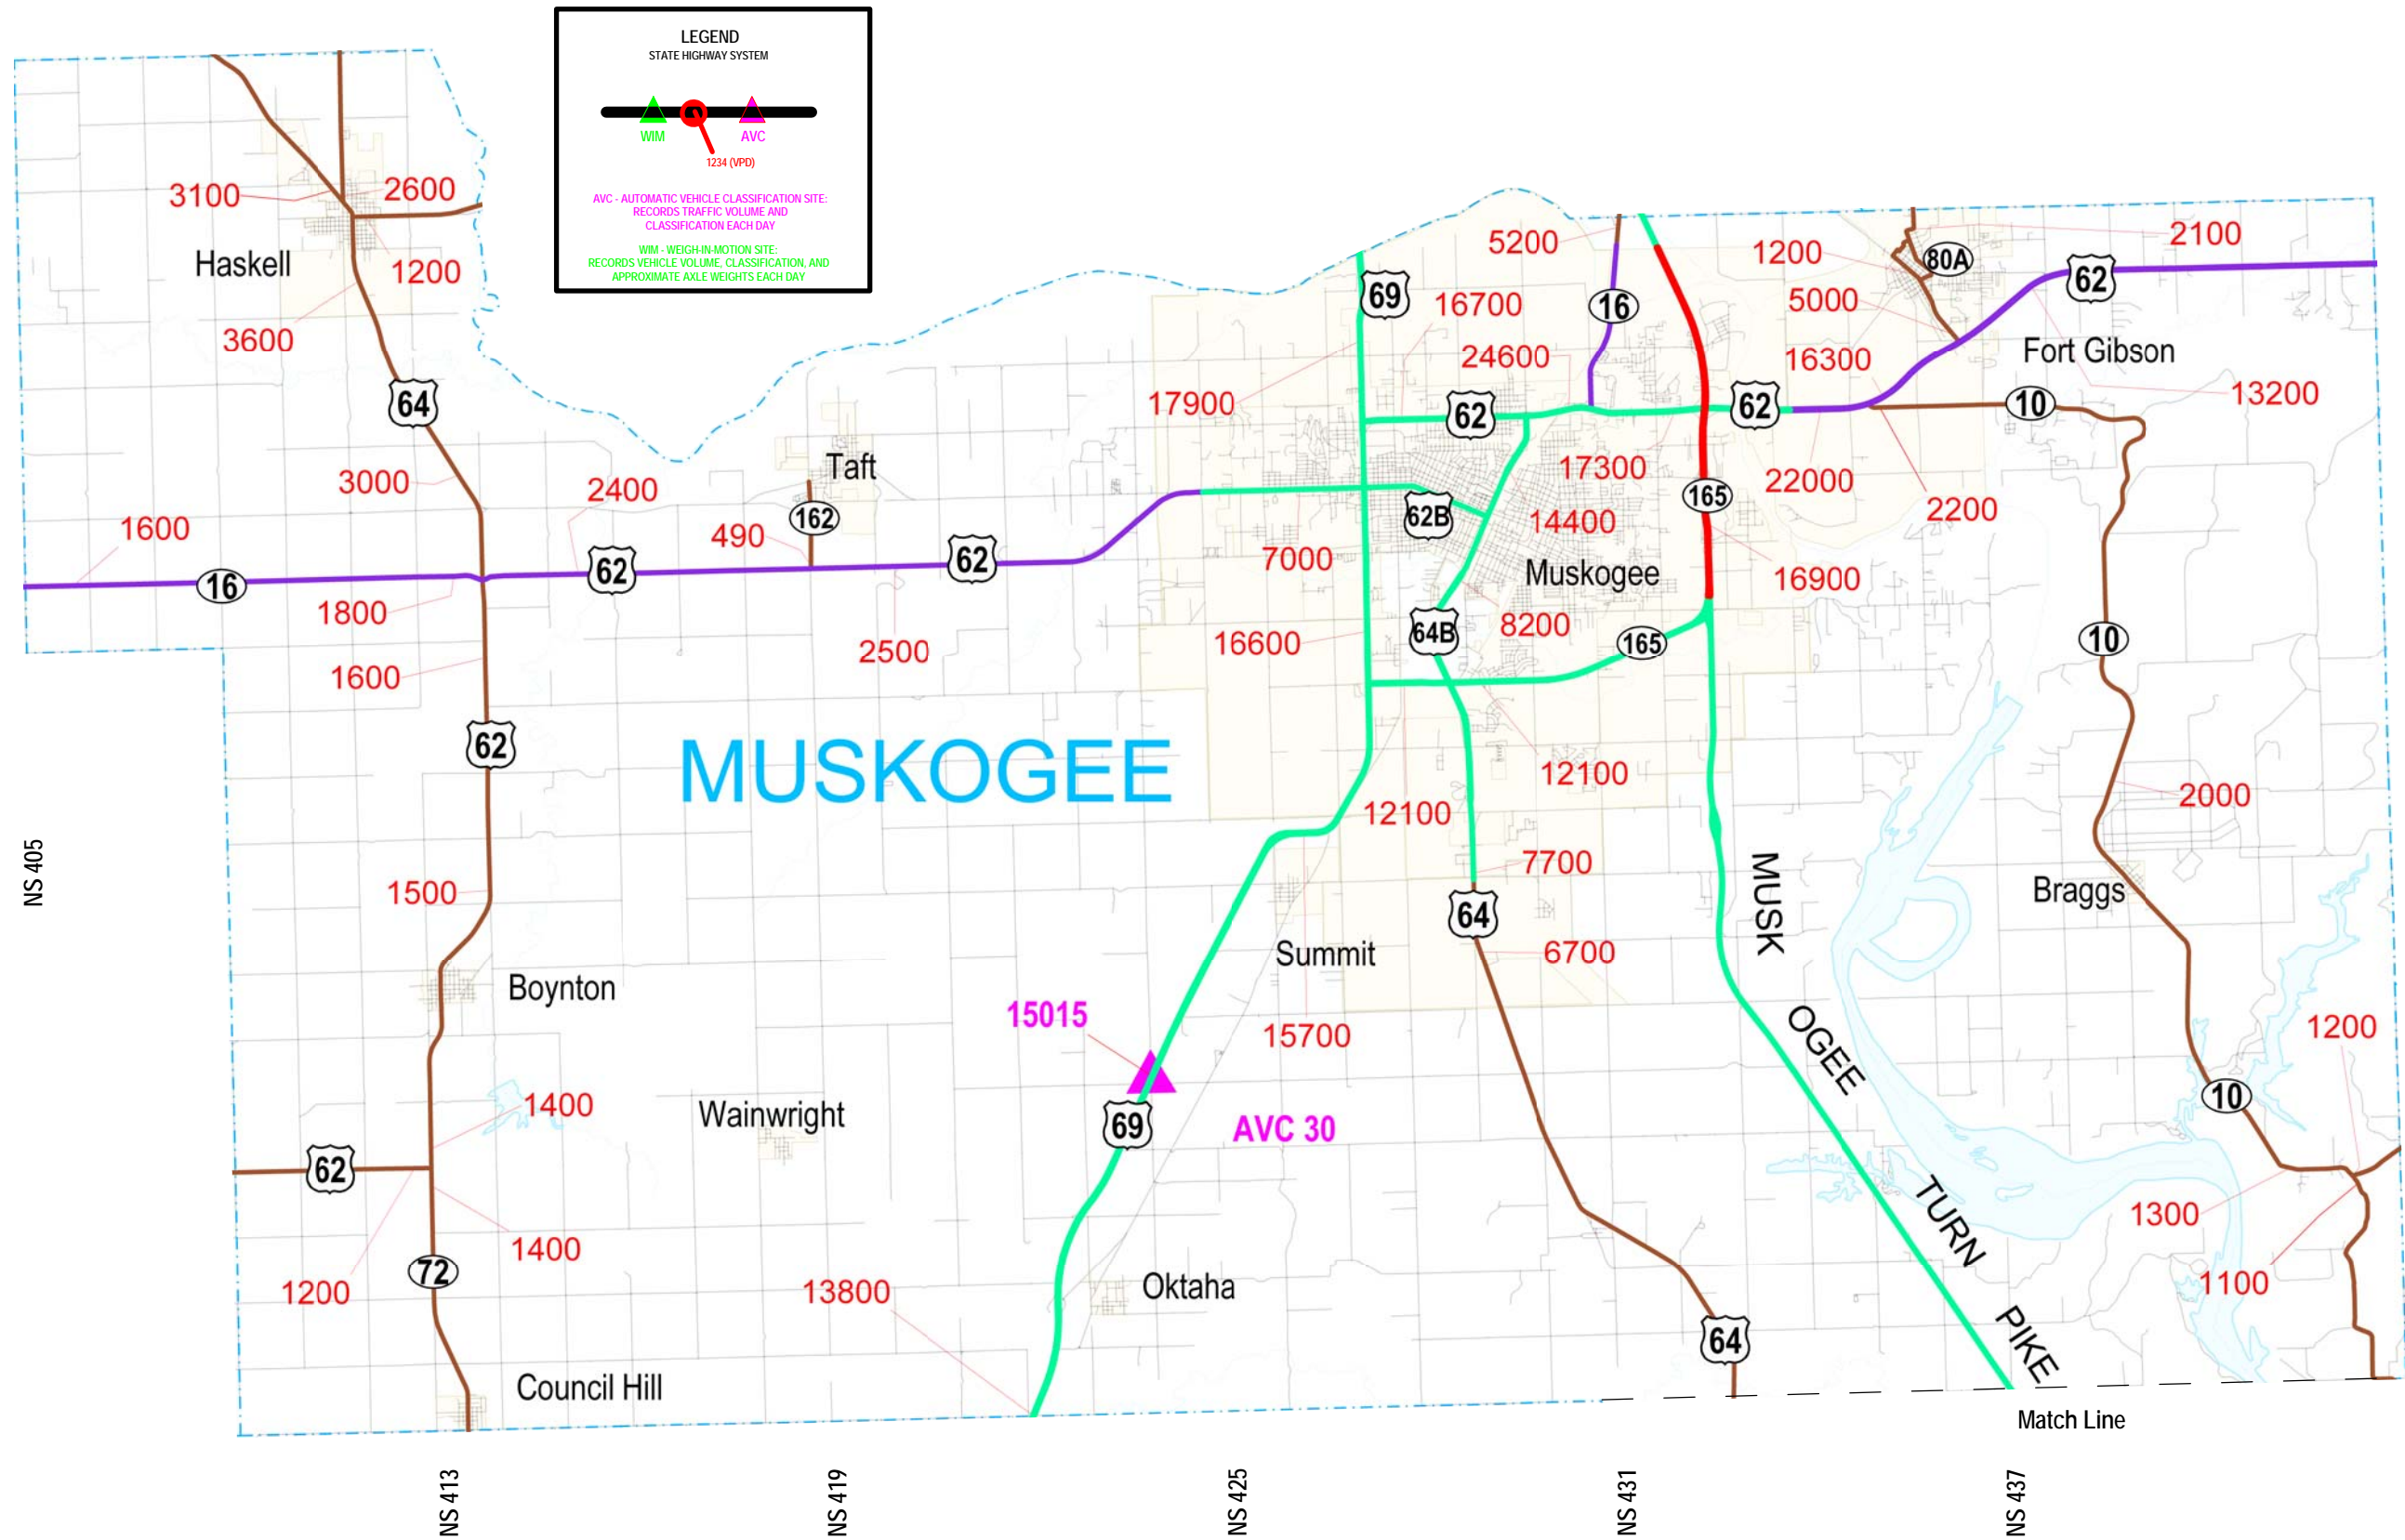 LEGEND
STATE HIGHWAY SYSTEM
WIM
AVC
1234 (VPD)
AVC - AUTOMATIC VEHICLE CLASSIFICATION SITE:
RECORDS TRAFFIC VOLUME AND
CLASSIFICATION EACH DAY
WIM - WEIGH-IN-MOTION SITE:
RECORDS VEHICLE VOLUME, CLASSIFICATION, AND
APPROXIMATE AXLE WEIGHTS EACH DAY
3100
2600
Haskell
1200
3600
64
3000
2400
1600
16
1800
62
490
Taft
162
62
2500
1600
62
1500
Boynton
1400
62
1400
1200
72
Council Hill
MUSKOGEE
Wainwright
15015
AVC 30
69
13800
Oktaha
Summit
15700
69
16700
5200
16
24600
17900
62
62
17300
165
62B
14400
7000
Muskogee
16900
16600
64B
8200
165
12100
12100
7700
64
6700
64
1200
80A
2100
62
5000
16300
Fort Gibson
13200
10
22000
2200
10
2000
Braggs
1200
10
1300
1100
MUSK
OGEE
TURN
PIKE
Match Line
NS 405
NS 413
NS 419
NS 425
NS 431
NS 437